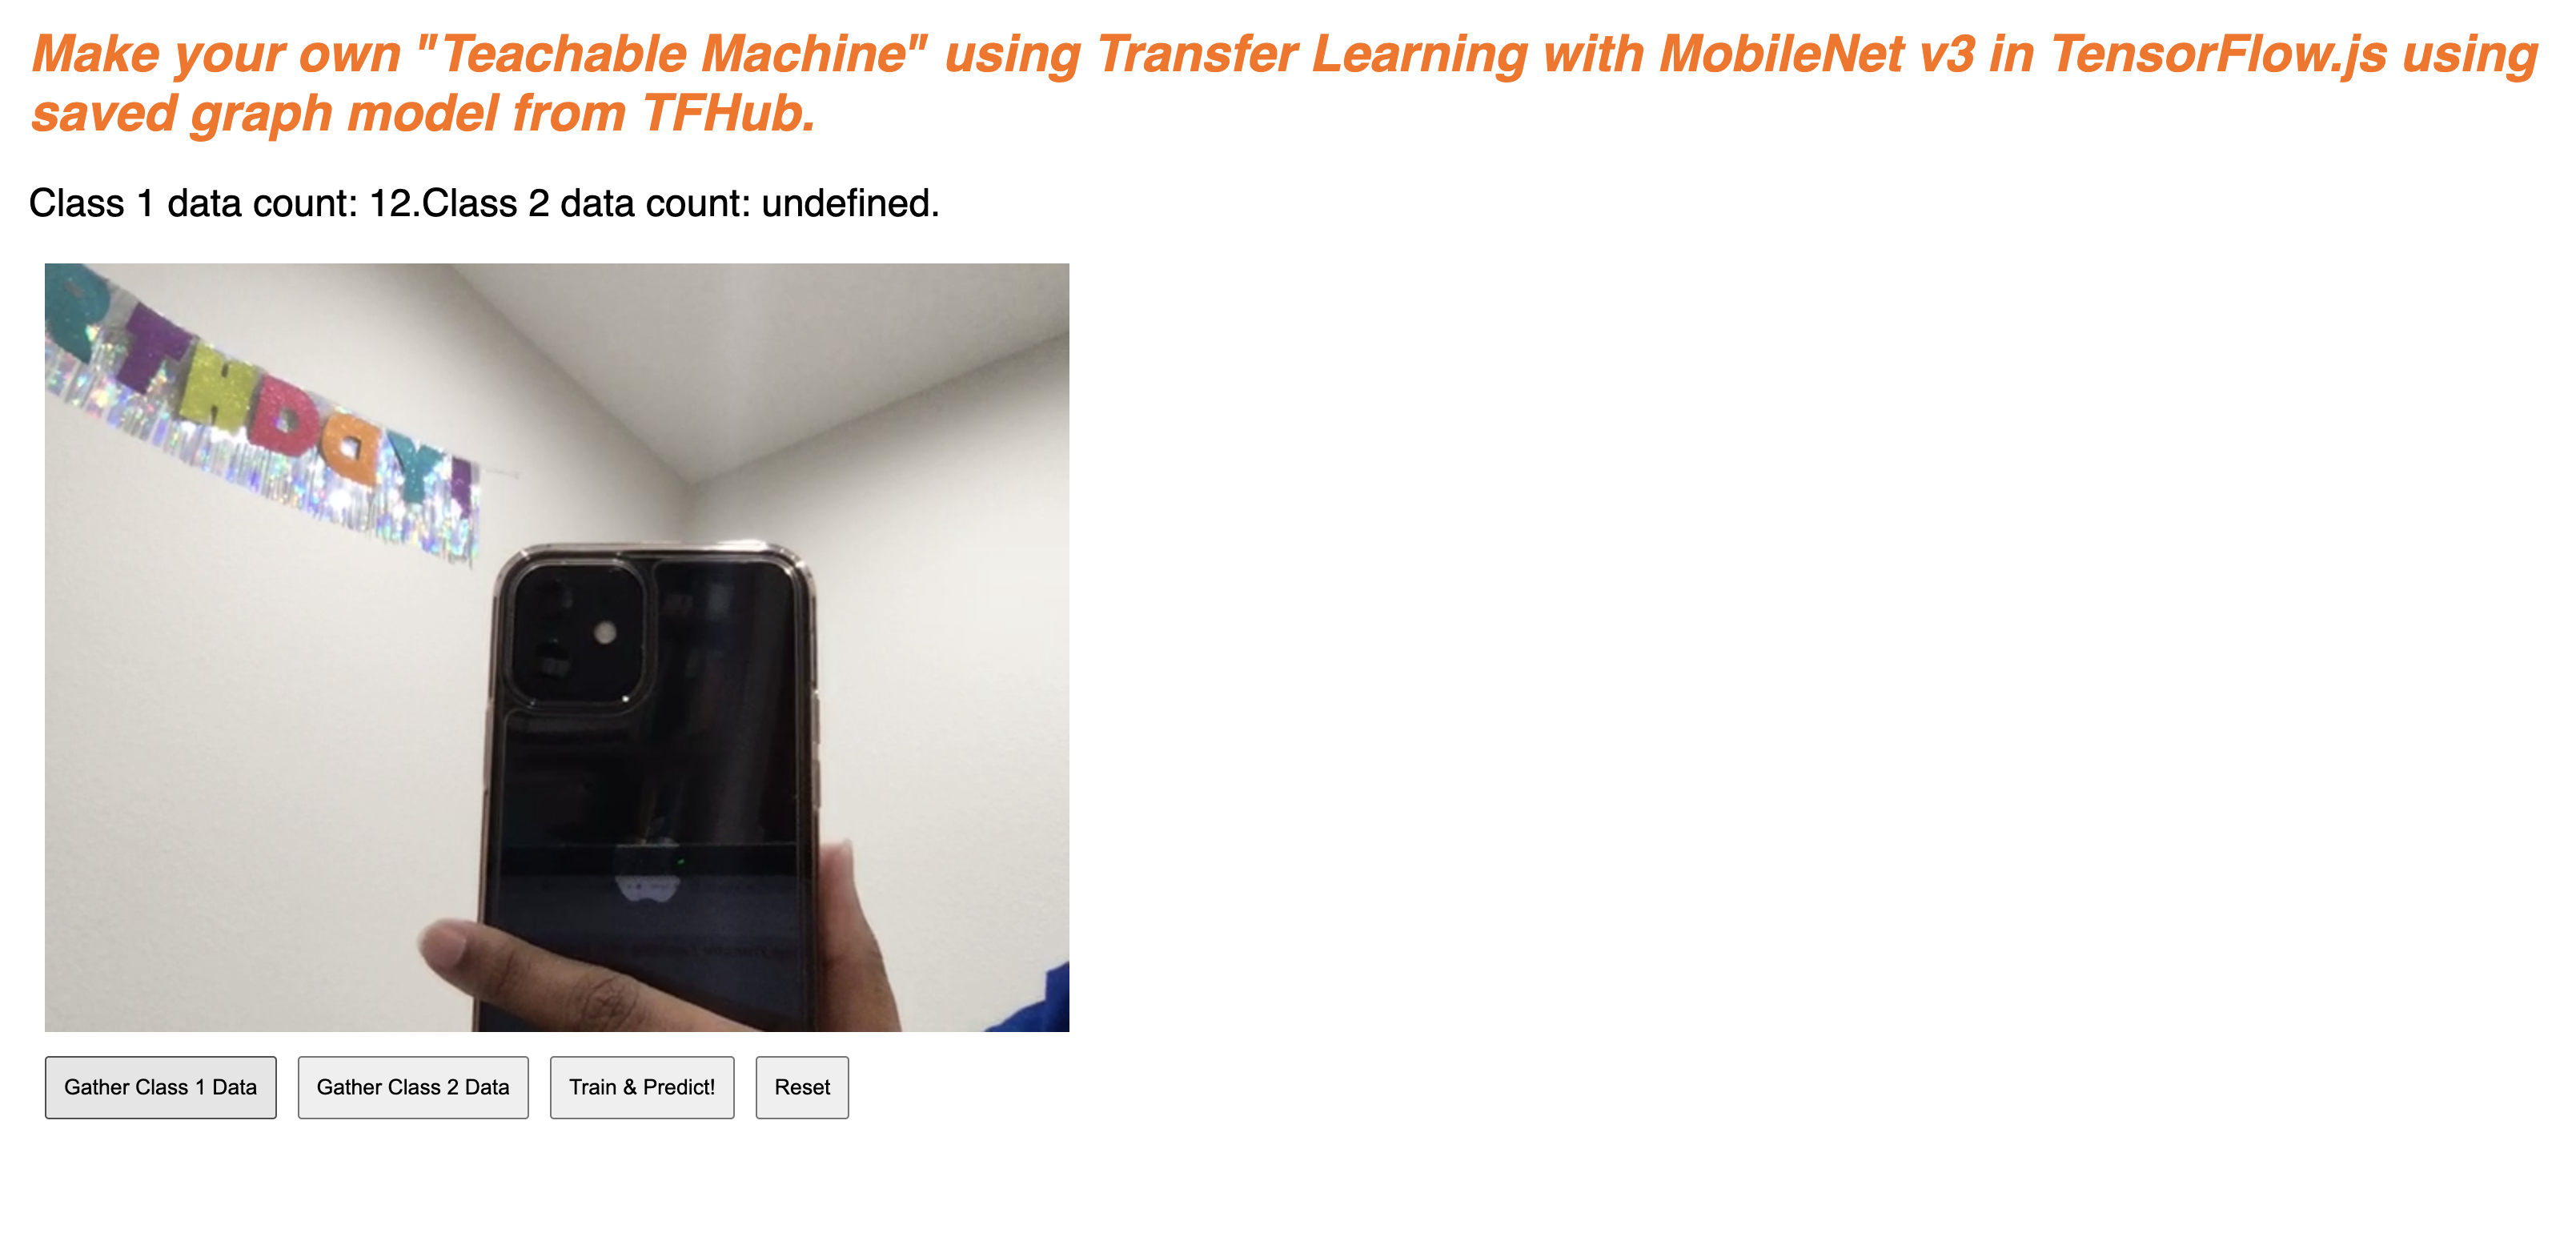 Make your own "Teachable Machine" using Transfer Learning with MobileNet v3 in TensorFlow.js using
saved graph model from TFHub.
Class 1 data count: 12.Class 2 data count: undefined.
RTHDaY!
Gather Class 1 Data Gather Class 2 Data Train & Predict! Reset